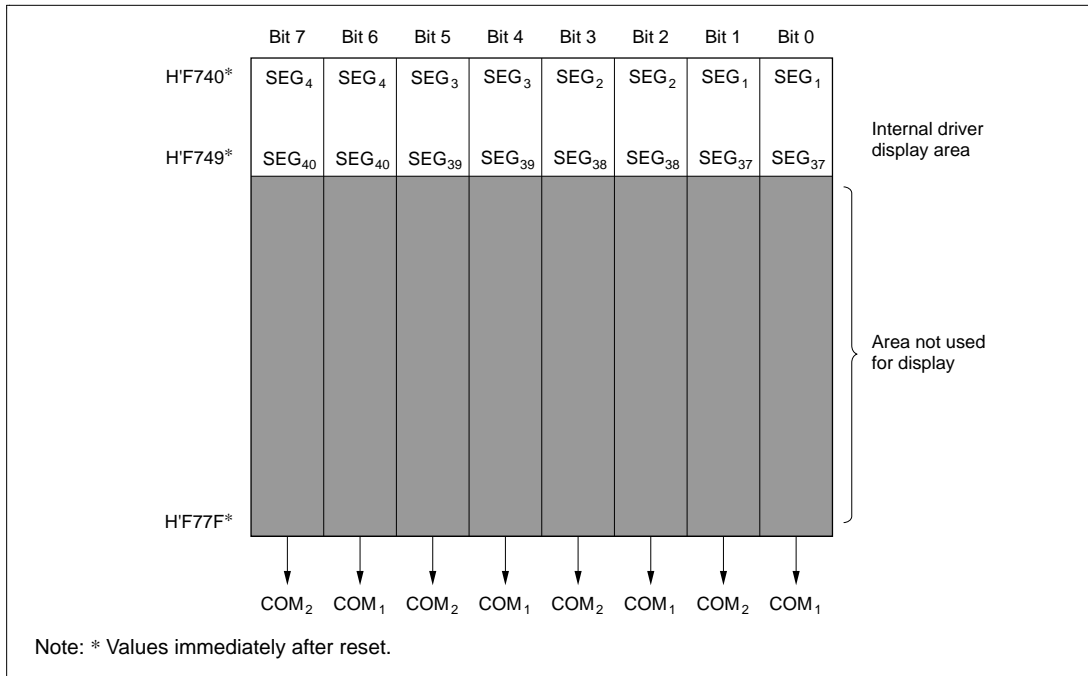 Bit 7 Bit 6 Bit 5 Bit 4 Bit 3 Bit 2 Bit 1 Bit 0
H'F740* SEG₄ SEG₄ SEG₃ SEG₃ SEG₂ SEG₂ SEG₁ SEG₁
Internal driver
display area
H'F749* SEG₄₀ SEG₄₀ SEG₃₉ SEG₃₉ SEG₃₈ SEG₃₈ SEG₃₇ SEG₃₇
Area not used
for display
H'F77F*
COM₂ COM₁ COM₂ COM₁ COM₂ COM₁ COM₂ COM₁
Note: * Values immediately after reset.